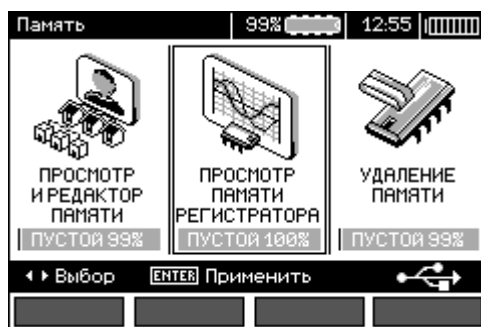 Память 99% 12:55
ПРОСМОТР И РЕДАКТОР ПАМЯТИ
ПУСТОЙ 99%
ПРОСМОТР ПАМЯТИ РЕГИСТРАТОРА
ПУСТОЙ 100%
УДАЛЕНИЕ ПАМЯТИ
ПУСТОЙ 99%
Выбор ENTER Применить